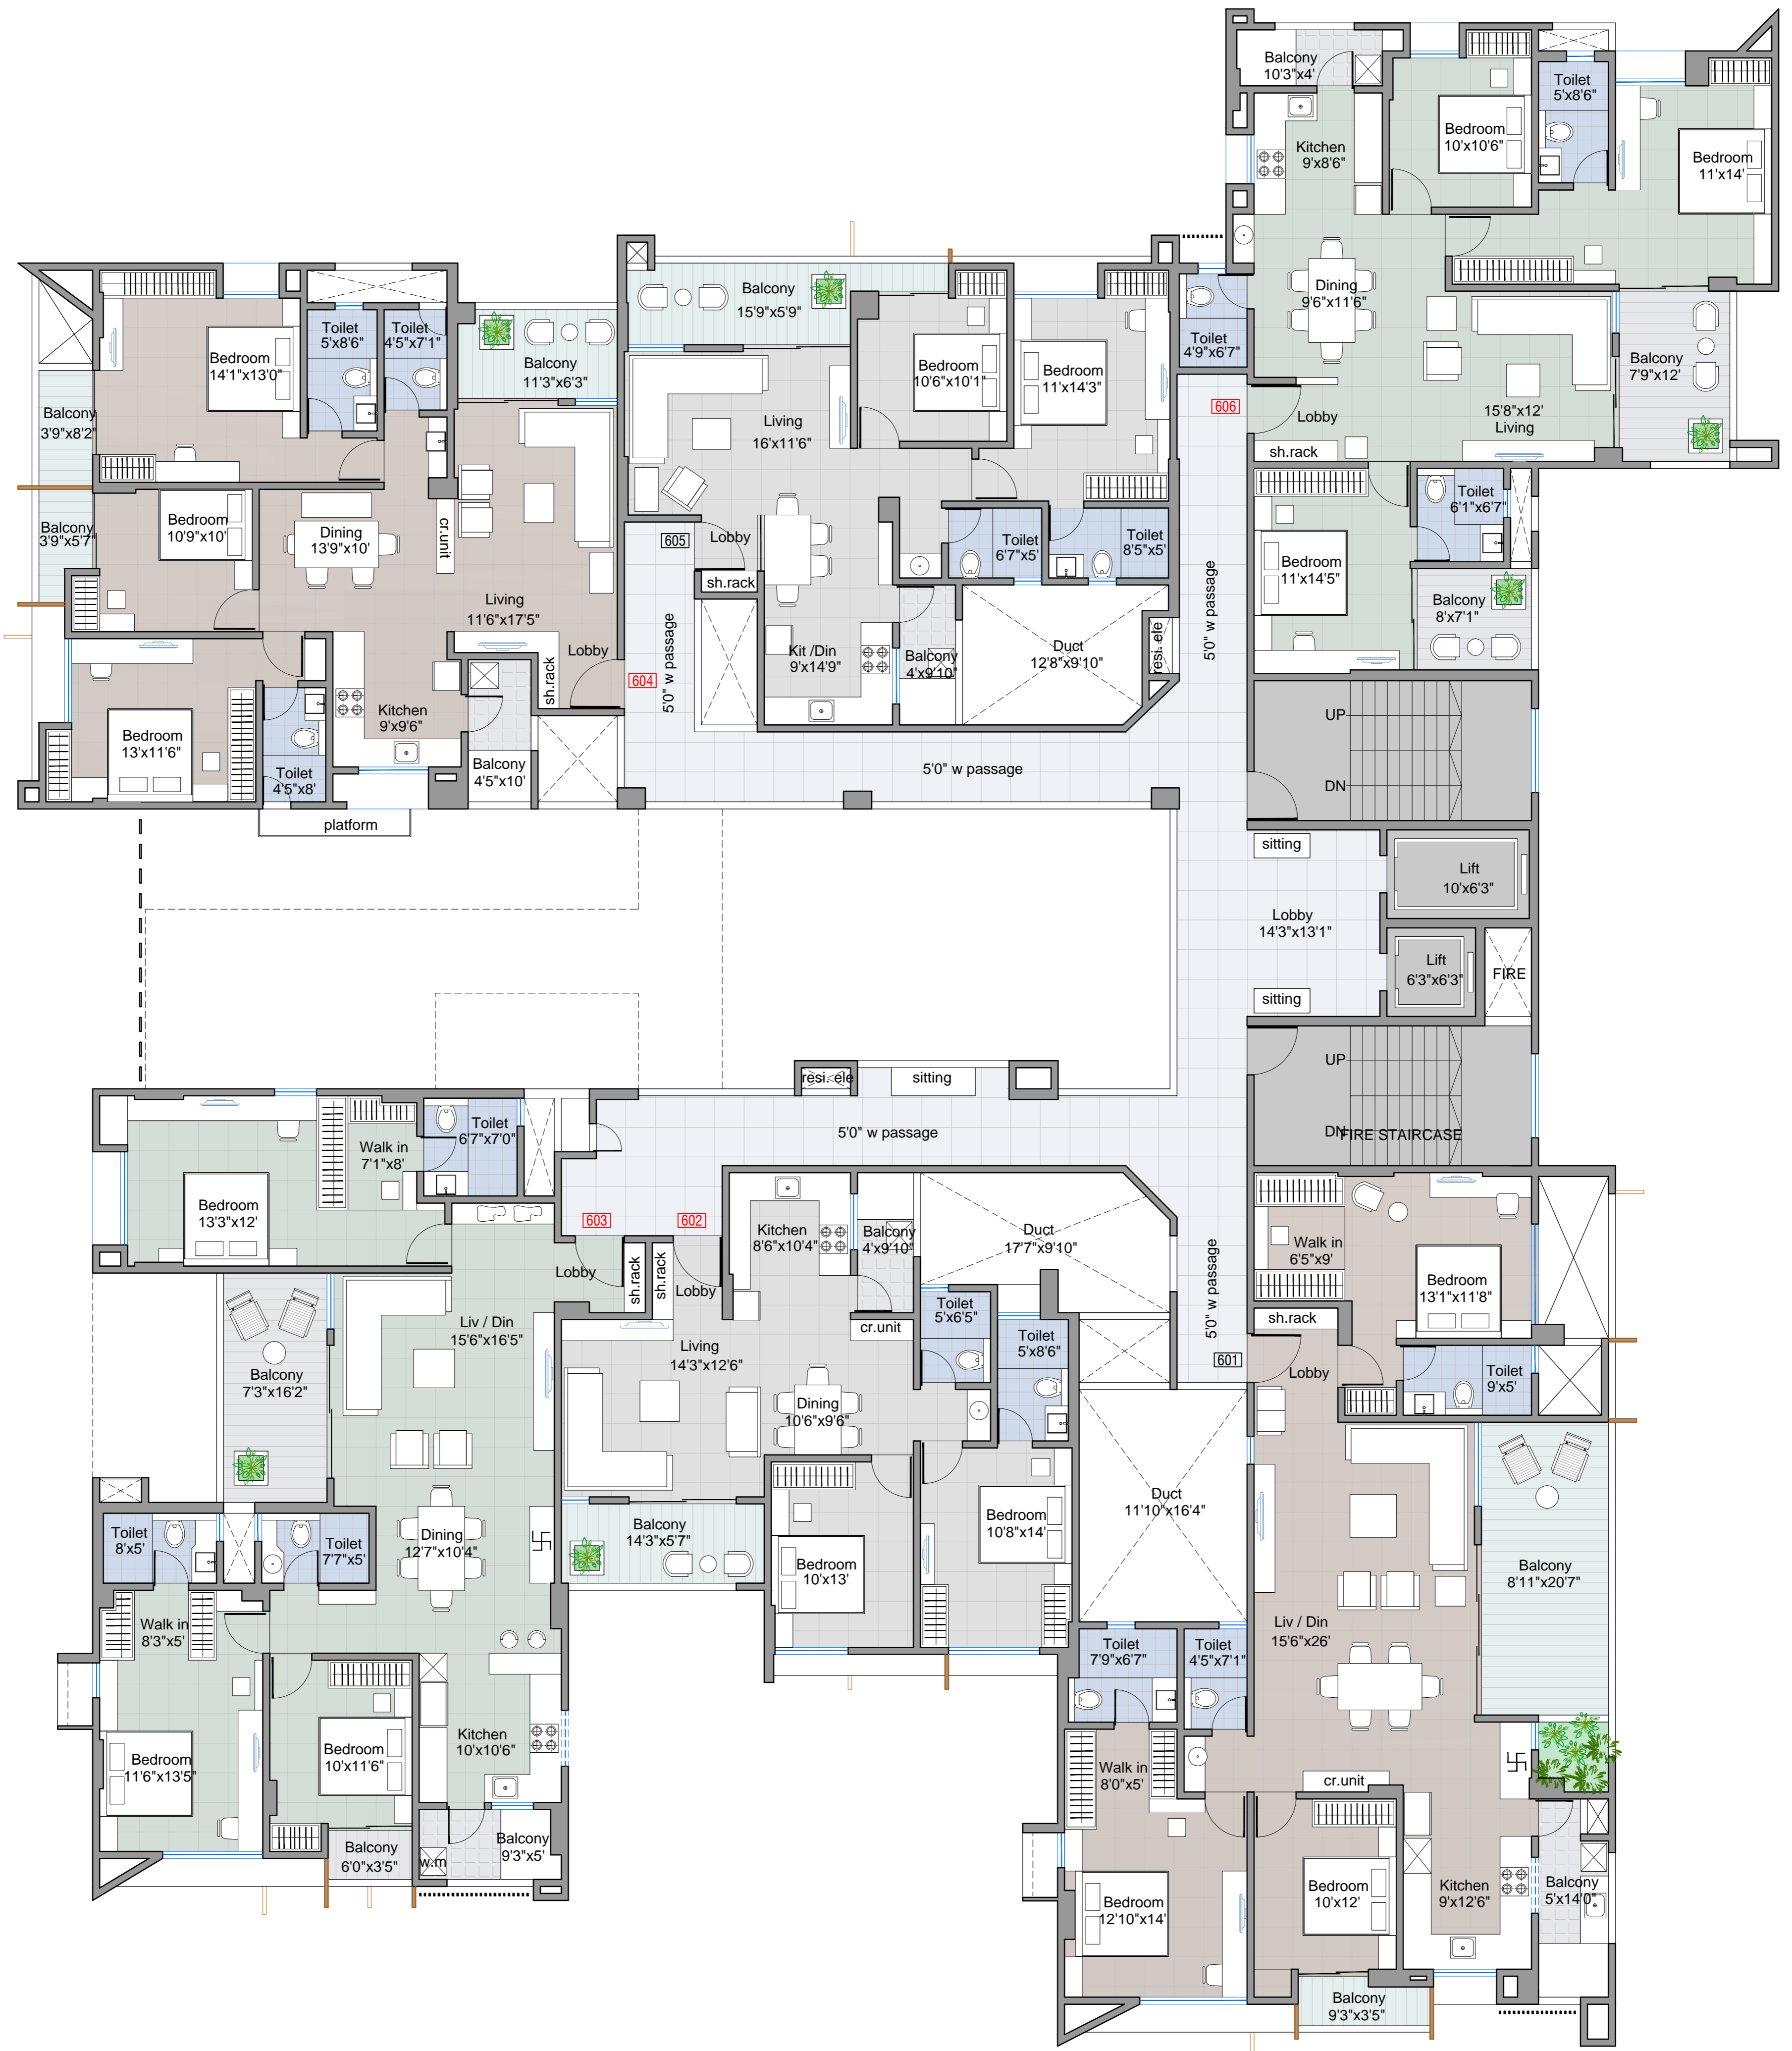 Balcony
10'3"x4'
Kitchen
9'x8'6"
Bedroom
10'x10'6"
Toilet
5'x8'6"
Bedroom
11'x14'
Dining
9'6"x11'6"
Toilet
4'9"x6'7"
Balcony
7'9"x12'
606
Lobby
15'8"x12'
Living
sh.rack
Toilet
6'1"x6'7"
Bedroom
11'x14'5"
Balcony
8'x7'1"
Balcony
15'9"x5'9"
Bedroom
10'6"x10'1"
Bedroom
11'x14'3"
Living
16'x11'6"
605
Lobby
sh.rack
Toilet
6'7"x5'
Toilet
8'5"x5'
Kit /Din
9'x14'9"
Balcony
4'x9'10"
Duct
12'8"x9'10"
resi. ele
5'0" w passage
5'0" w passage
5'0" w passage
Bedroom
14'1"x13'0"
Toilet
5'x8'6"
Toilet
4'5"x7'1"
Balcony
11'3"x6'3"
Balcony
3'9"x8'2"
Balcony
3'9"x5'7"
Bedroom
10'9"x10'
Dining
13'9"x10'
cr.unit
Living
11'6"x17'5"
Lobby
sh.rack
604
Kitchen
9'x9'6"
Bedroom
13'x11'6"
Toilet
4'5"x8'
Balcony
4'5"x10'
platform
UP
DN
sitting
Lift
10'x6'3"
Lobby
14'3"x13'1"
Lift
6'3"x6'3"
FIRE
sitting
UP
DN
FIRE STAIRCASE
resi. ele
sitting
5'0" w passage
5'0" w passage
Toilet
6'7"x7'0"
Walk in
7'1"x8'
Bedroom
13'3"x12'
603
602
Lobby
sh.rack
sh.rack
Lobby
Liv / Din
15'6"x16'5"
Balcony
7'3"x16'2"
Toilet
8'x5'
Toilet
7'7"x5'
Dining
12'7"x10'4"
Walk in
8'3"x5'
Bedroom
11'6"x13'5"
Bedroom
10'x11'6"
Kitchen
10'x10'6"
Balcony
6'0"x3'5"
w.m
Balcony
9'3"x5'
Kitchen
8'6"x10'4"
Balcony
4'x9'10"
Duct
17'7"x9'10"
Living
14'3"x12'6"
cr.unit
Toilet
5'x6'5"
Toilet
5'x8'6"
Dining
10'6"x9'6"
Balcony
14'3"x5'7"
Bedroom
10'x13'
Bedroom
10'8"x14'
Duct
11'10"x16'4"
Walk in
6'5"x9'
Bedroom
13'1"x11'8"
sh.rack
601
Lobby
Toilet
9'x5'
Balcony
8'11"x20'7"
Liv / Din
15'6"x26'
Toilet
7'9"x6'7"
Toilet
4'5"x7'1"
Walk in
8'0"x5'
cr.unit
Bedroom
12'10"x14'
Bedroom
10'x12'
Kitchen
9'x12'6"
Balcony
5'x14'0"
Balcony
9'3"x3'5"